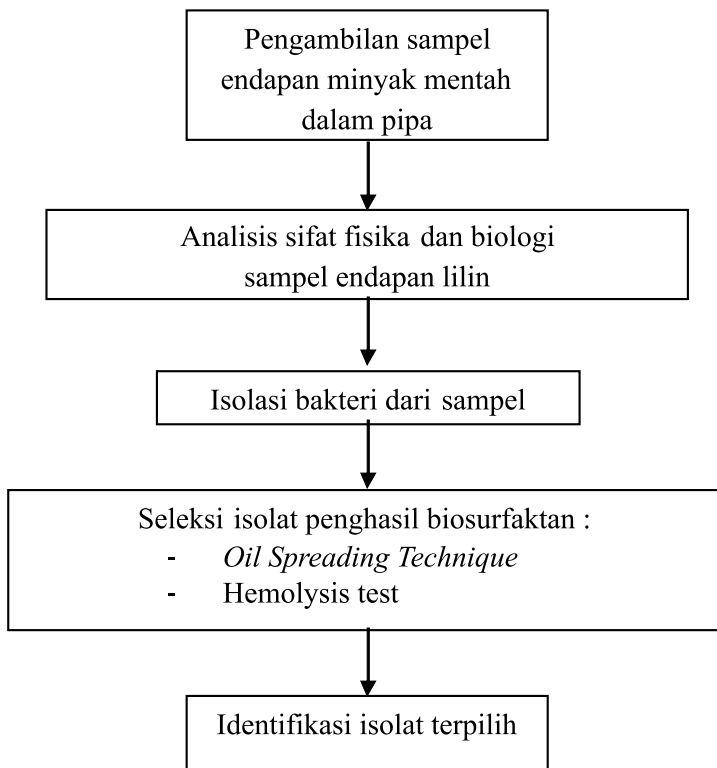 Pengambilan sampel
endapan minyak mentah
dalam pipa
Analisis sifat fisika dan biologi
sampel endapan lilin
Isolasi bakteri dari sampel
Seleksi isolat penghasil biosurfaktan :
- Oil Spreading Technique
- Hemolysis test
Identifikasi isolat terpilih